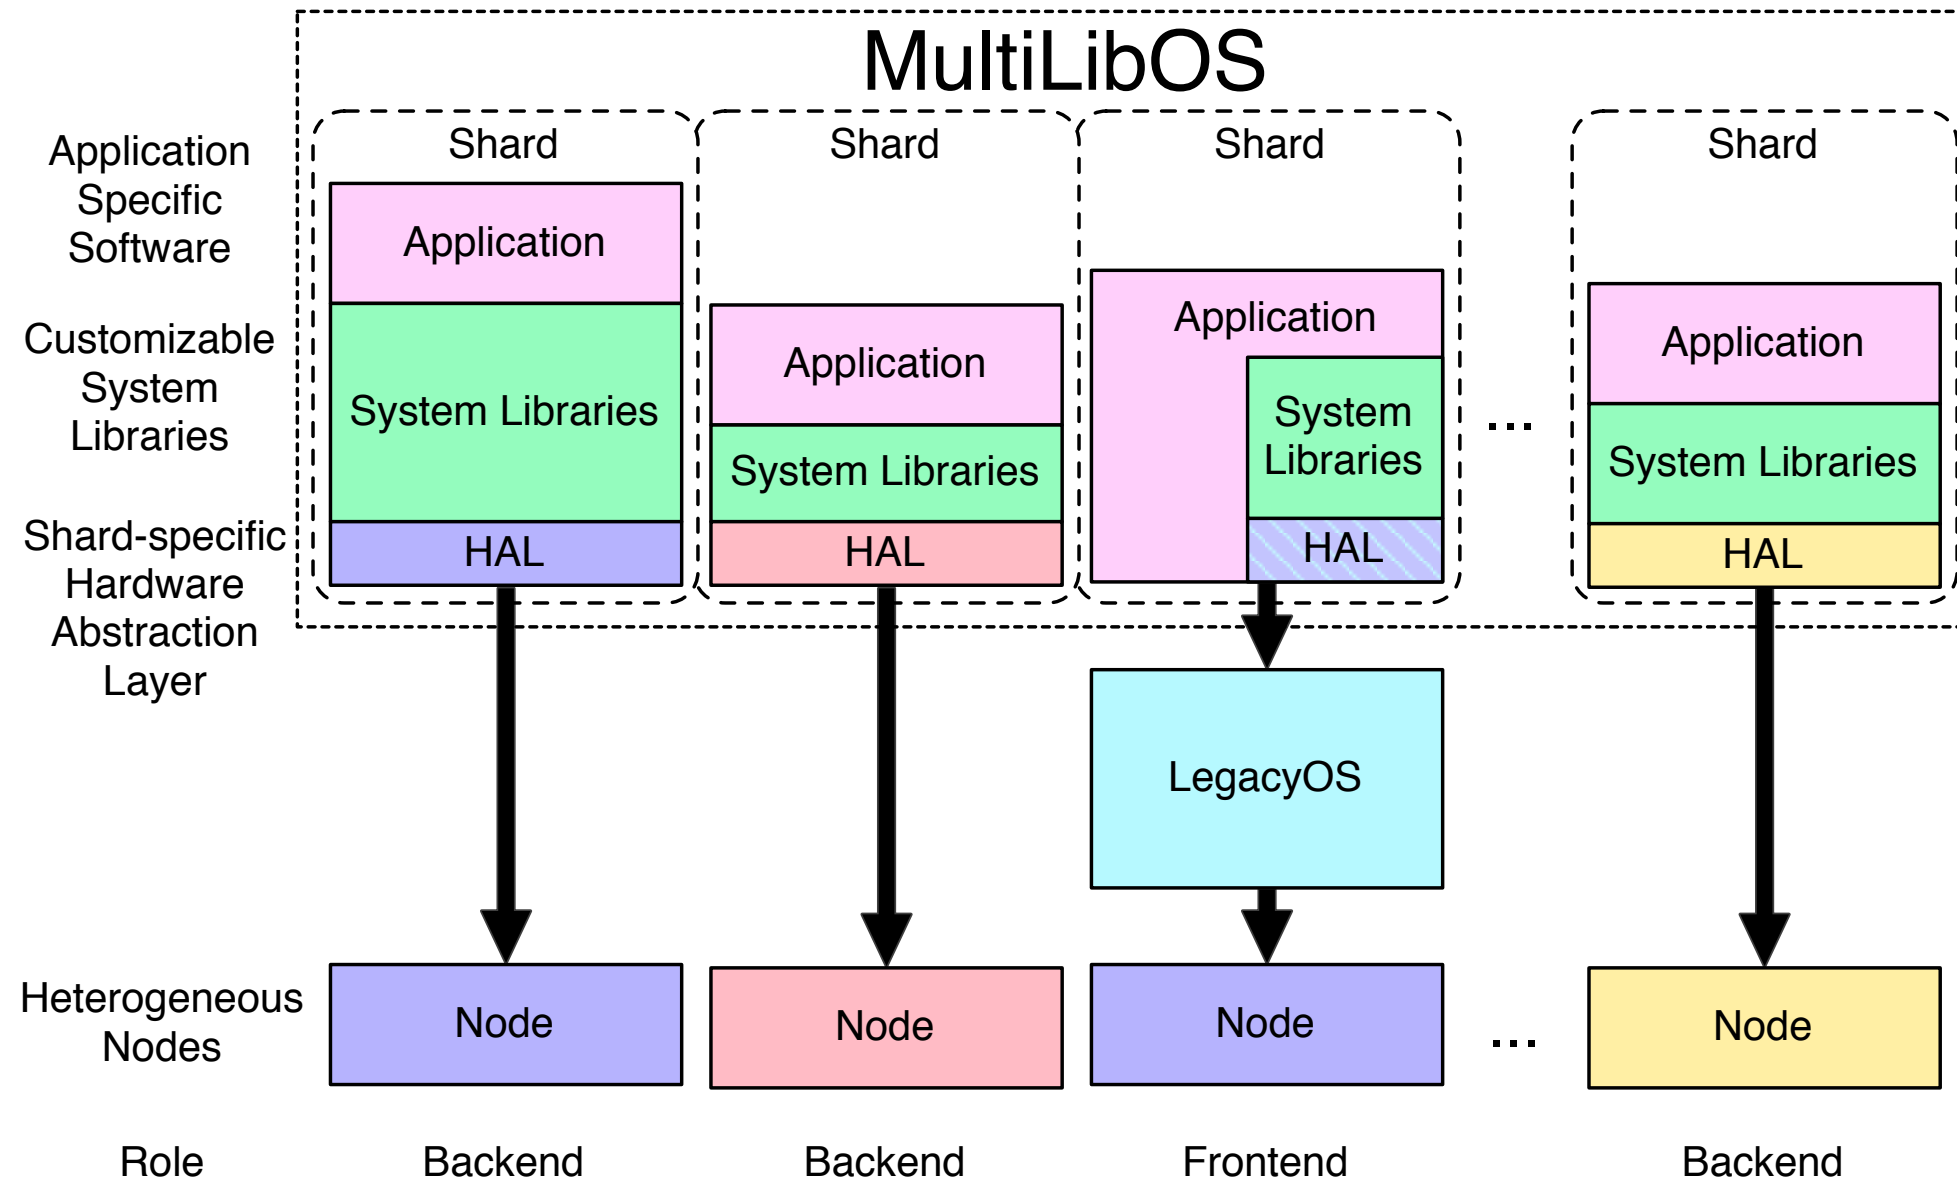 MultiLibOS
Shard
Shard
Shard
Shard
Application
Specific
Software
Application
Application
Application
Application
Customizable
System
Libraries
System Libraries
System Libraries
System
Libraries
...
System Libraries
Shard-specific
Hardware
Abstraction
Layer
HAL
HAL
HAL
HAL
LegacyOS
Heterogeneous
Nodes
Node
Node
Node
...
Node
Role
Backend
Backend
Frontend
Backend